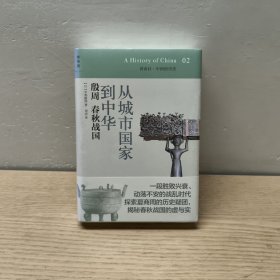 A History of China 02
讲谈社·中国的历史
从城市国家
到中华
殷周 春秋战国
一段胜败兴衰、
动荡不安的战乱时代
探索夏商周的历史疑团,
揭秘春秋战国的虚与实